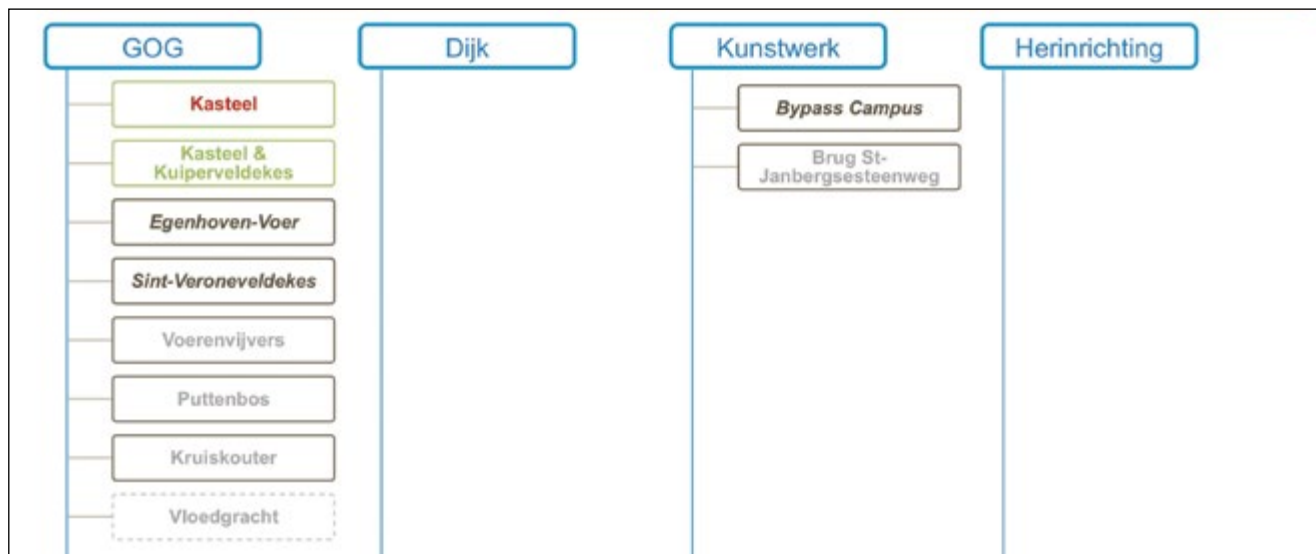 GOG
Dijk
Kunstwerk
Herinrichting
Kasteel
Kasteel &
Kuiperveldekes
Egenhoven-Voer
Sint-Veroneveldekes
Voerenvijvers
Puttenbos
Kruiskouter
Vloedgracht
Bypass Campus
Brug St-
Janbergsesteenweg